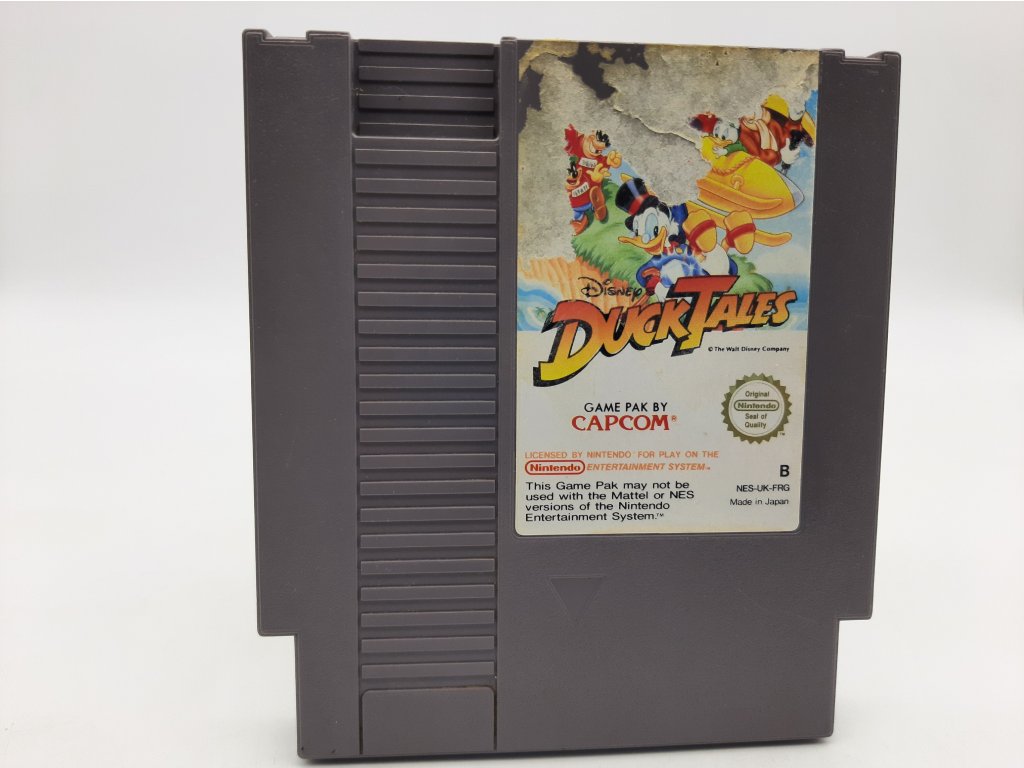 Disney's
DUCKTALES
© The Walt Disney Company
GAME PAK BY
CAPCOM®
Original
Nintendo
Seal of
Quality
TM
LICENSED BY NINTENDO® FOR PLAY ON THE
Nintendo ENTERTAINMENT SYSTEM™
This Game Pak may not be
used with the Mattel or NES
versions of the Nintendo
Entertainment System.™
B
NES-UK-FRG
Made in Japan